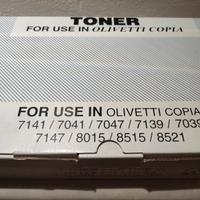 TONER
FOR USE IN OLIVETTI COPIA
FOR USE IN OLIVETTI COPIA
7141 / 7041 / 7047 / 7139 / 7039
7147 / 8015 / 8515 / 8521